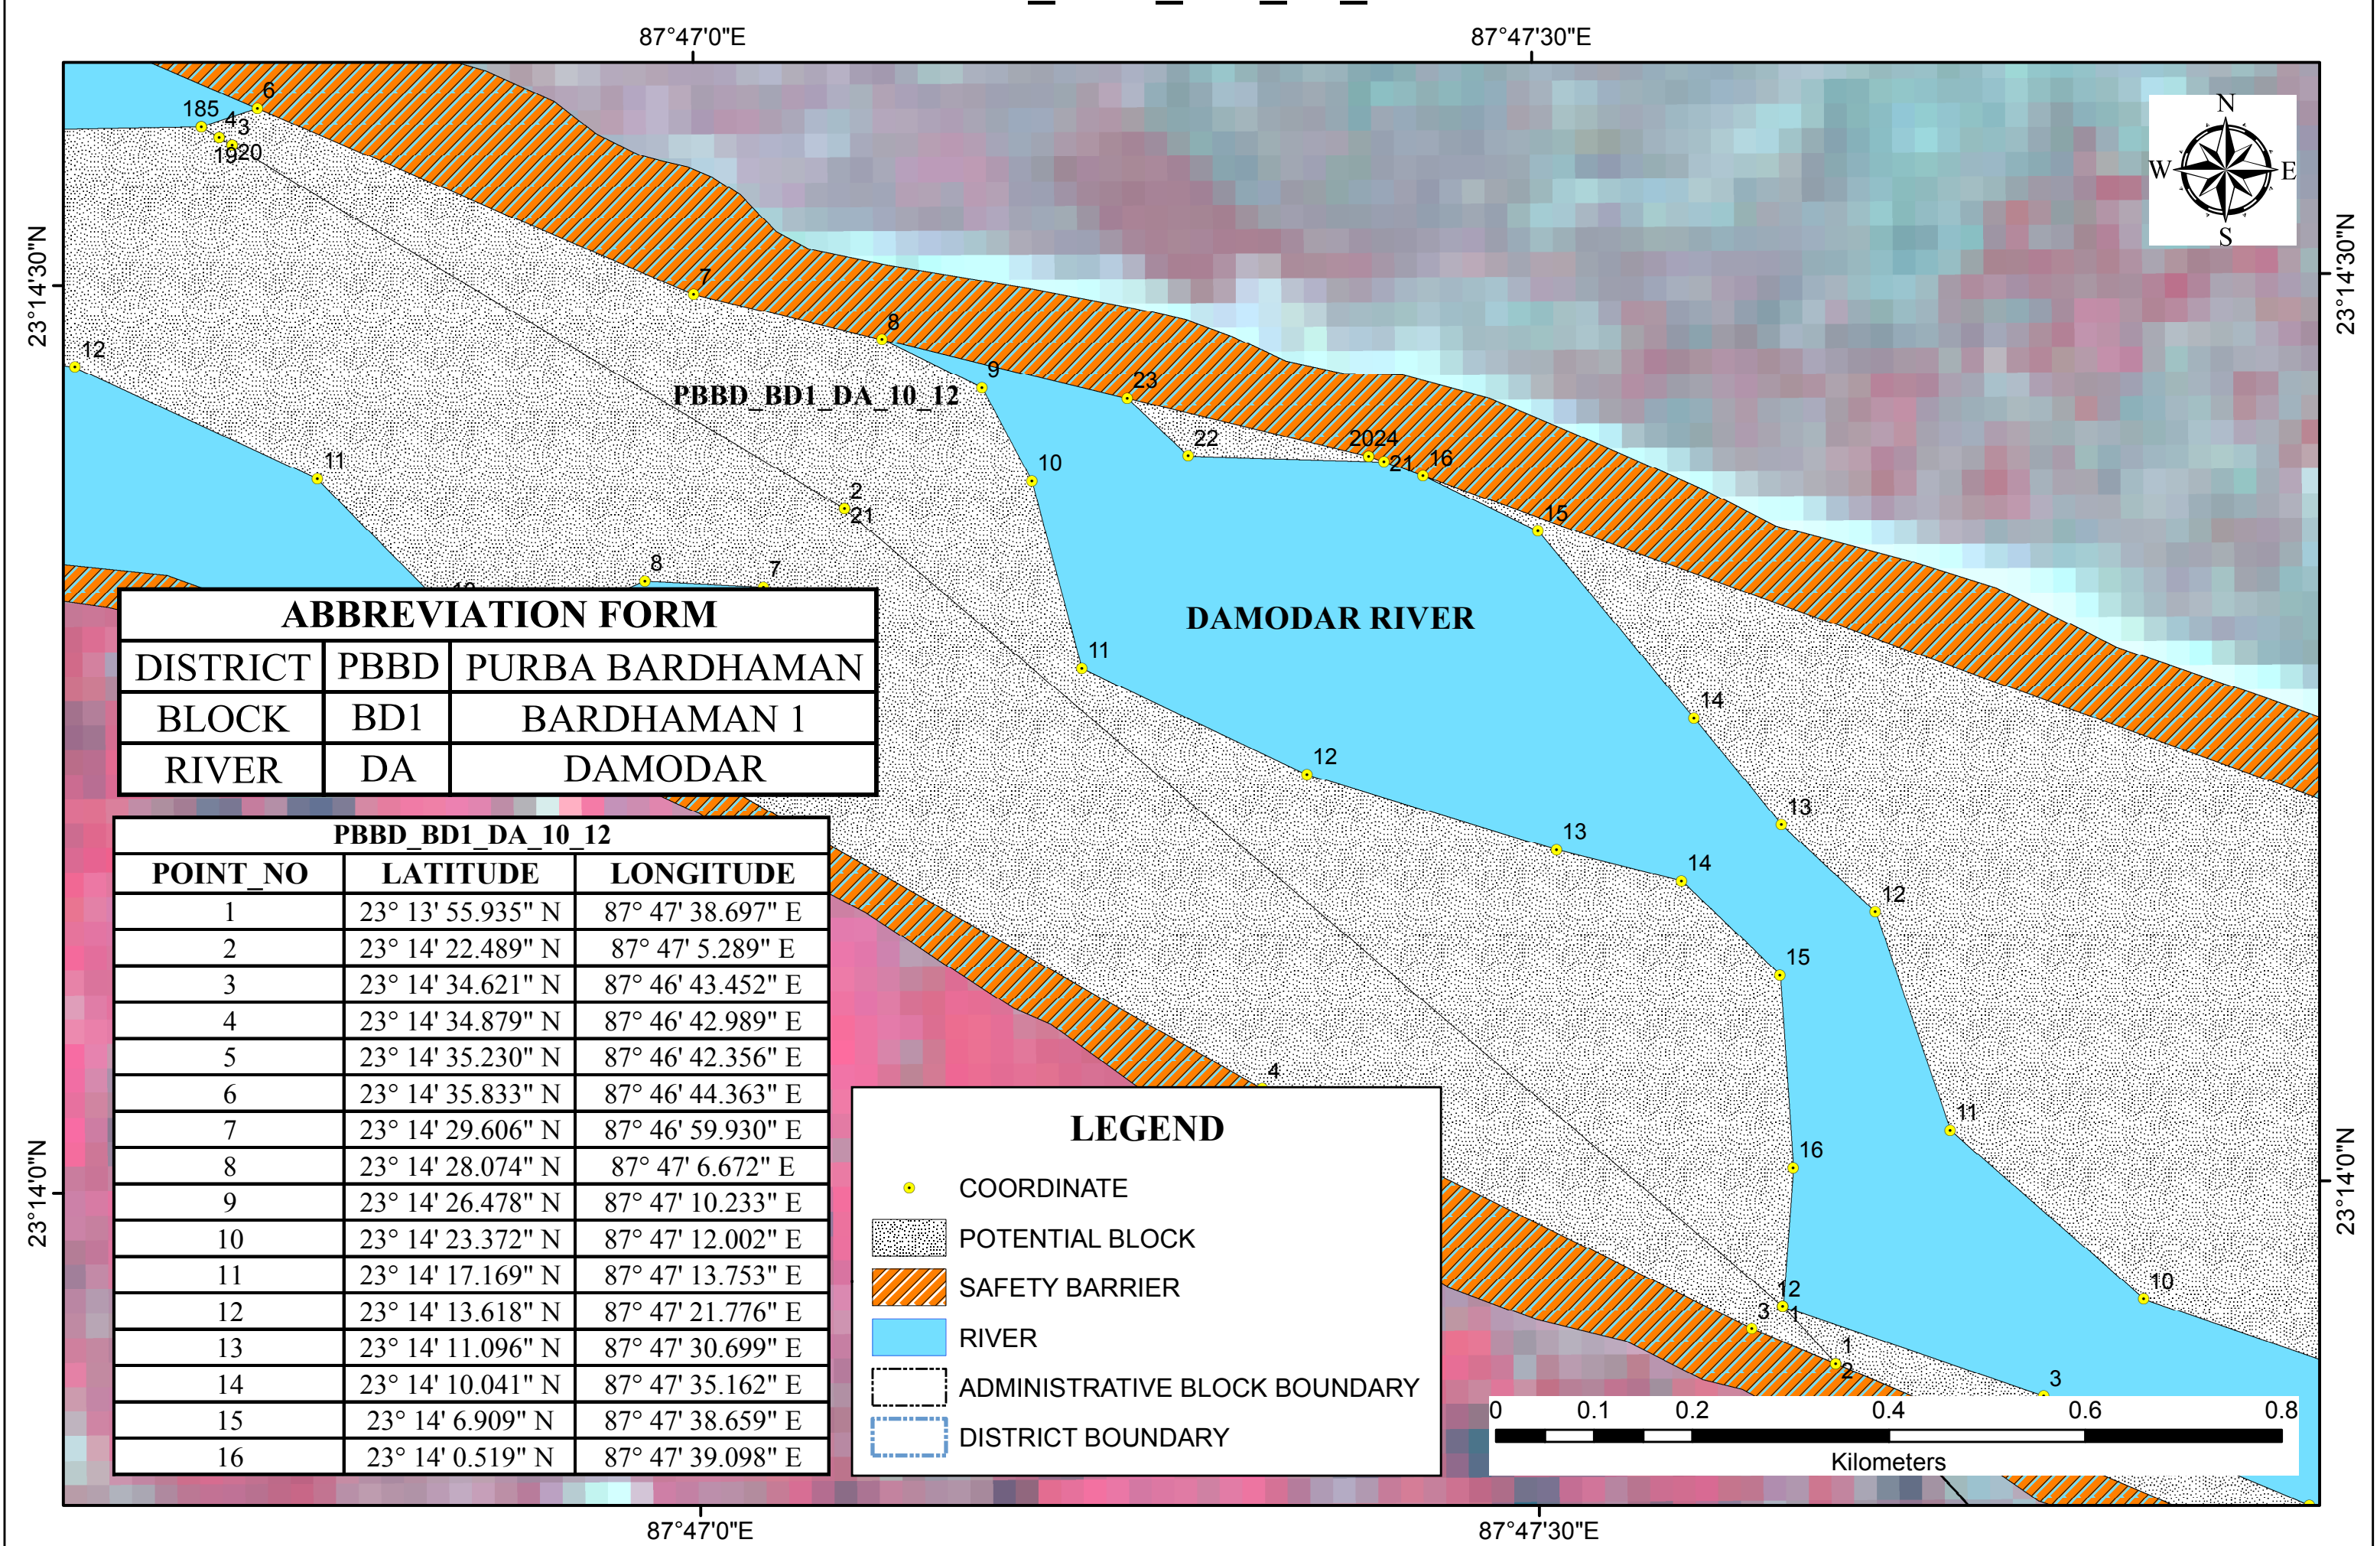 87°47'0"E 87°47'30"E
N
W E
S
23°14'30"N
23°14'30"N
23°14'0"N
23°14'0"N
6
185 4 3
1920
7
8
12
9
23
PBBD_BD1_DA_10_12
22 2024
21 16
11
10
2
21
15
8 7
DAMODAR RIVER
11
14
12
13
13
14
12
15
11
4
16
10
12
3 1
1
2
3
ABBREVIATION FORM
DISTRICT PBBD PURBA BARDHAMAN
BLOCK BD1 BARDHAMAN 1
RIVER DA DAMODAR
PBBD_BD1_DA_10_12
POINT_NO LATITUDE LONGITUDE
1 23° 13' 55.935" N 87° 47' 38.697" E
2 23° 14' 22.489" N 87° 47' 5.289" E
3 23° 14' 34.621" N 87° 46' 43.452" E
4 23° 14' 34.879" N 87° 46' 42.989" E
5 23° 14' 35.230" N 87° 46' 42.356" E
6 23° 14' 35.833" N 87° 46' 44.363" E
7 23° 14' 29.606" N 87° 46' 59.930" E
8 23° 14' 28.074" N 87° 47' 6.672" E
9 23° 14' 26.478" N 87° 47' 10.233" E
10 23° 14' 23.372" N 87° 47' 12.002" E
11 23° 14' 17.169" N 87° 47' 13.753" E
12 23° 14' 13.618" N 87° 47' 21.776" E
13 23° 14' 11.096" N 87° 47' 30.699" E
14 23° 14' 10.041" N 87° 47' 35.162" E
15 23° 14' 6.909" N 87° 47' 38.659" E
16 23° 14' 0.519" N 87° 47' 39.098" E
LEGEND
COORDINATE
POTENTIAL BLOCK
SAFETY BARRIER
RIVER
ADMINISTRATIVE BLOCK BOUNDARY
DISTRICT BOUNDARY
0 0.1 0.2 0.4 0.6 0.8
Kilometers
87°47'0"E 87°47'30"E